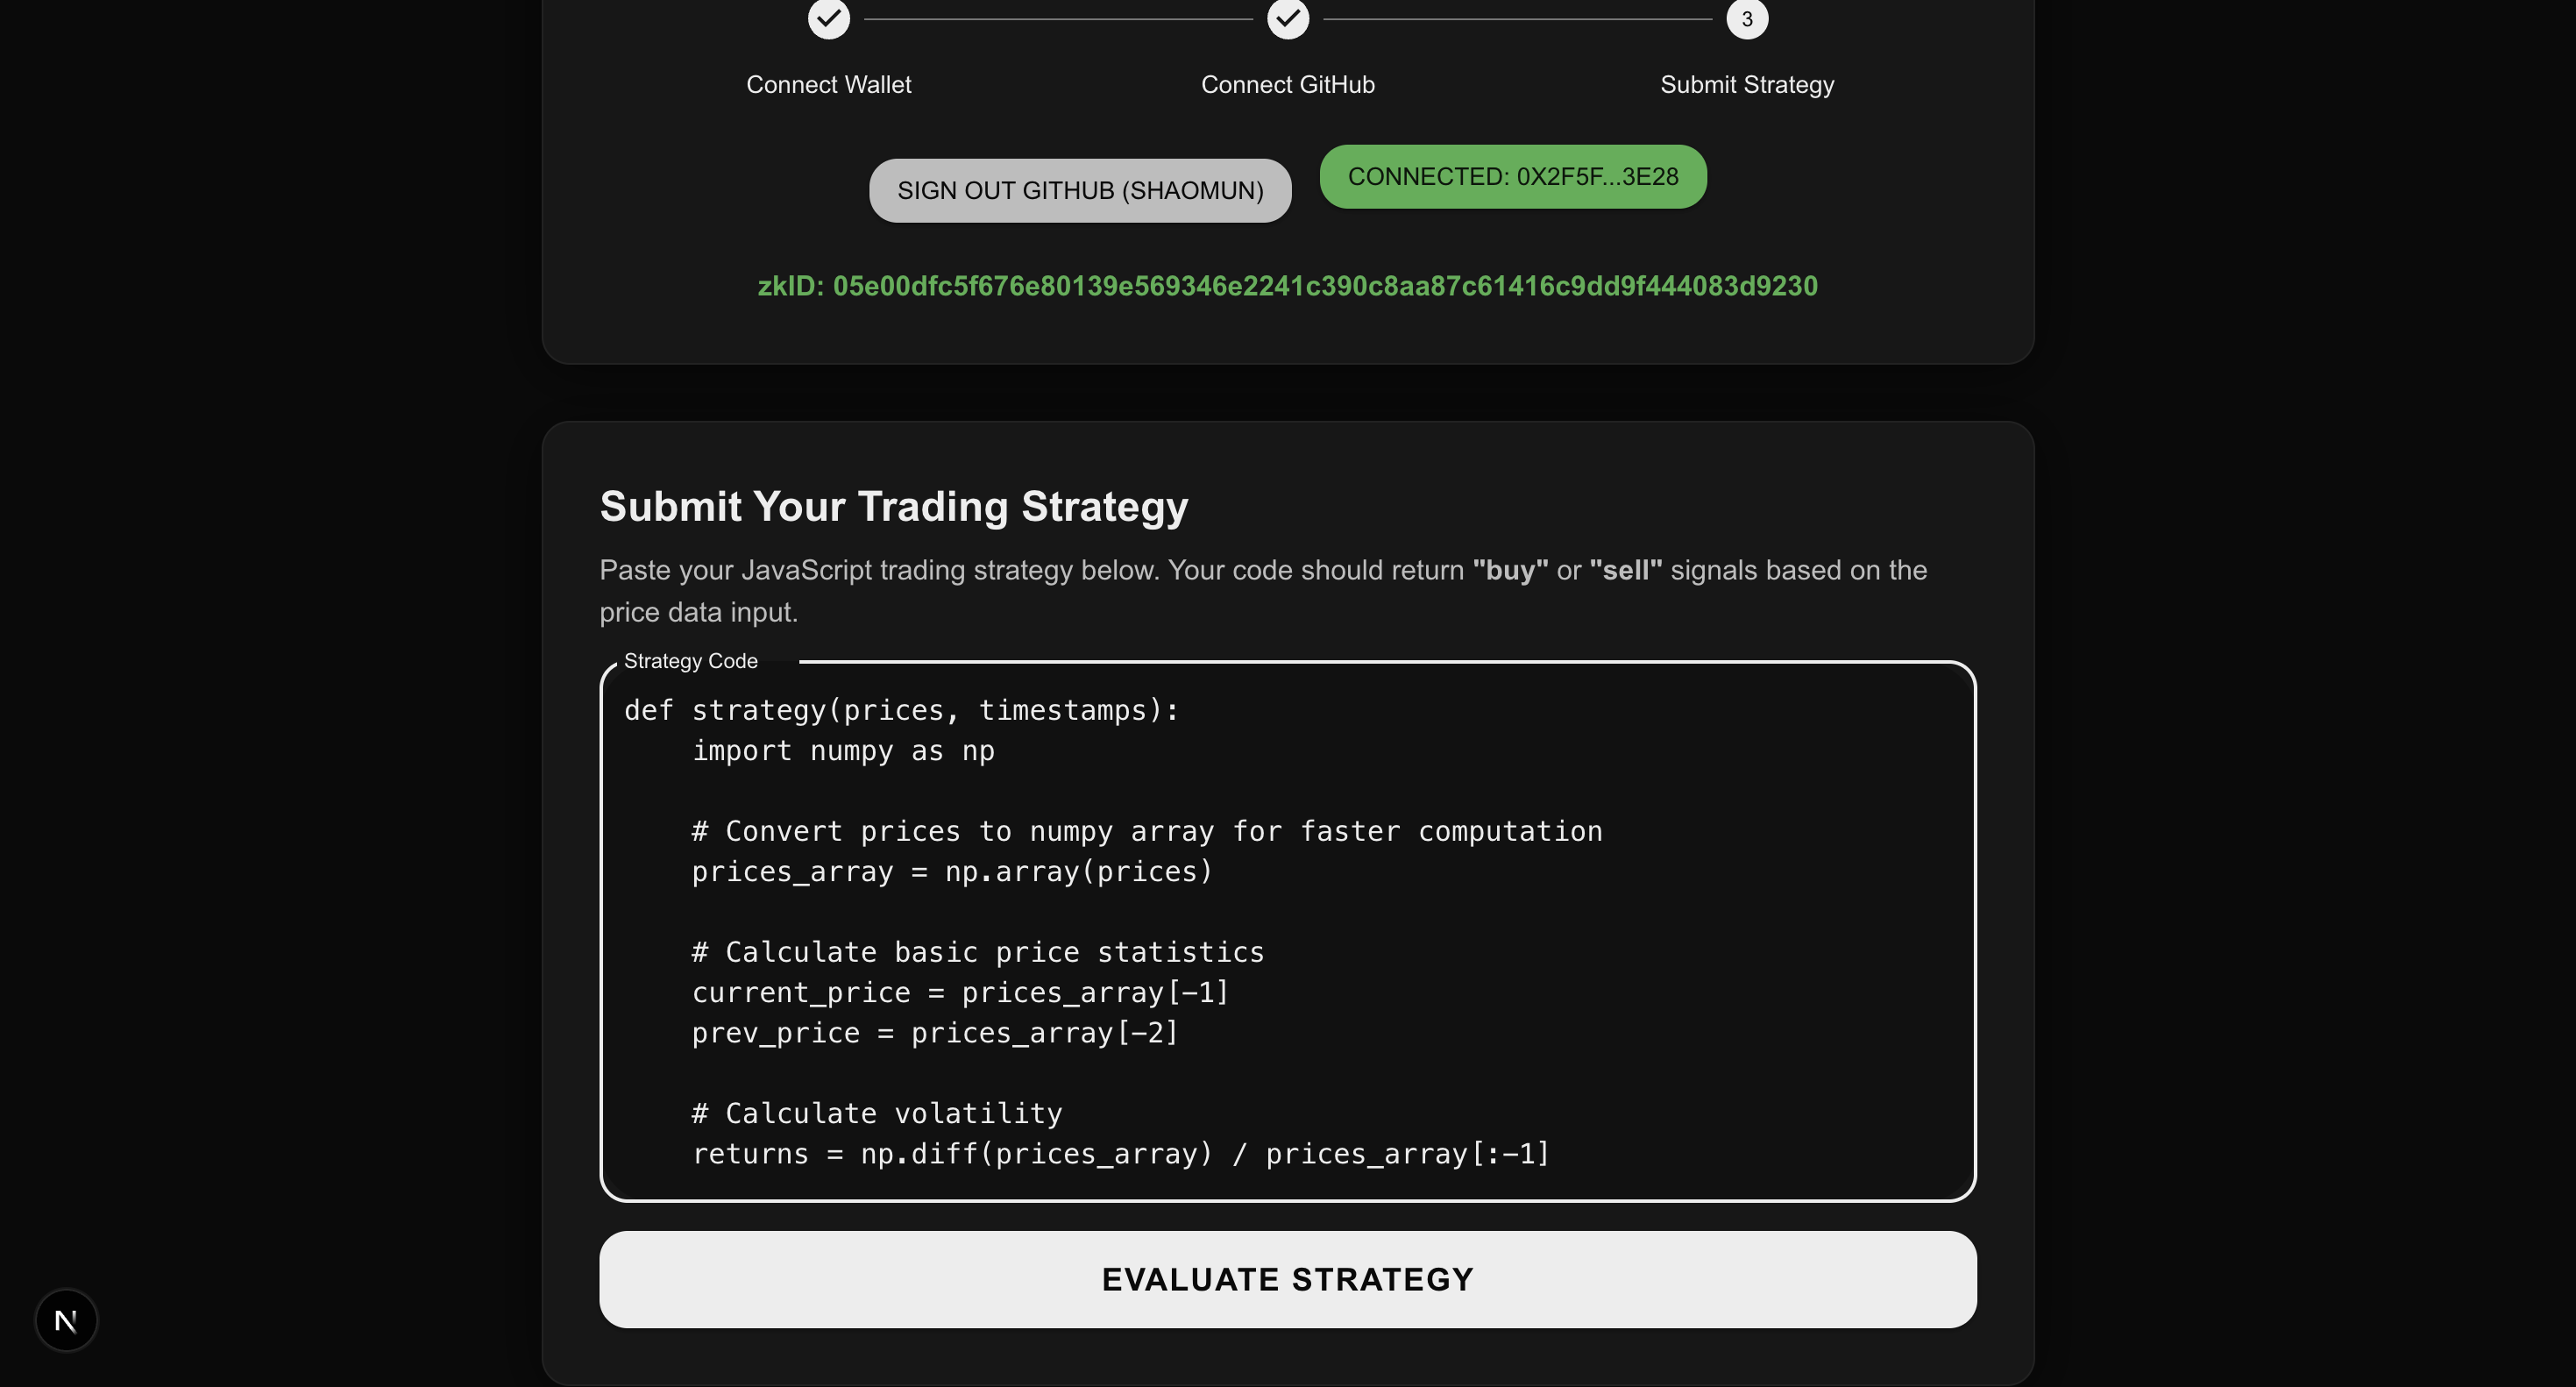 3
Connect Wallet
Connect GitHub
Submit Strategy
SIGN OUT GITHUB (SHAOMUN)
CONNECTED: 0X2F5F...3E28
zkID: 05e00dfc5f676e80139e569346e2241c390c8aa87c61416c9dd9f444083d9230
Submit Your Trading Strategy
Paste your JavaScript trading strategy below. Your code should return "buy" or "sell" signals based on the
price data input.
Strategy Code
def strategy(prices, timestamps):
    import numpy as np
    # Convert prices to numpy array for faster computation
    prices_array = np.array(prices)
    # Calculate basic price statistics
    current_price = prices_array[-1]
    prev_price = prices_array[-2]
    # Calculate volatility
    returns = np.diff(prices_array) / prices_array[:-1]
EVALUATE STRATEGY
N